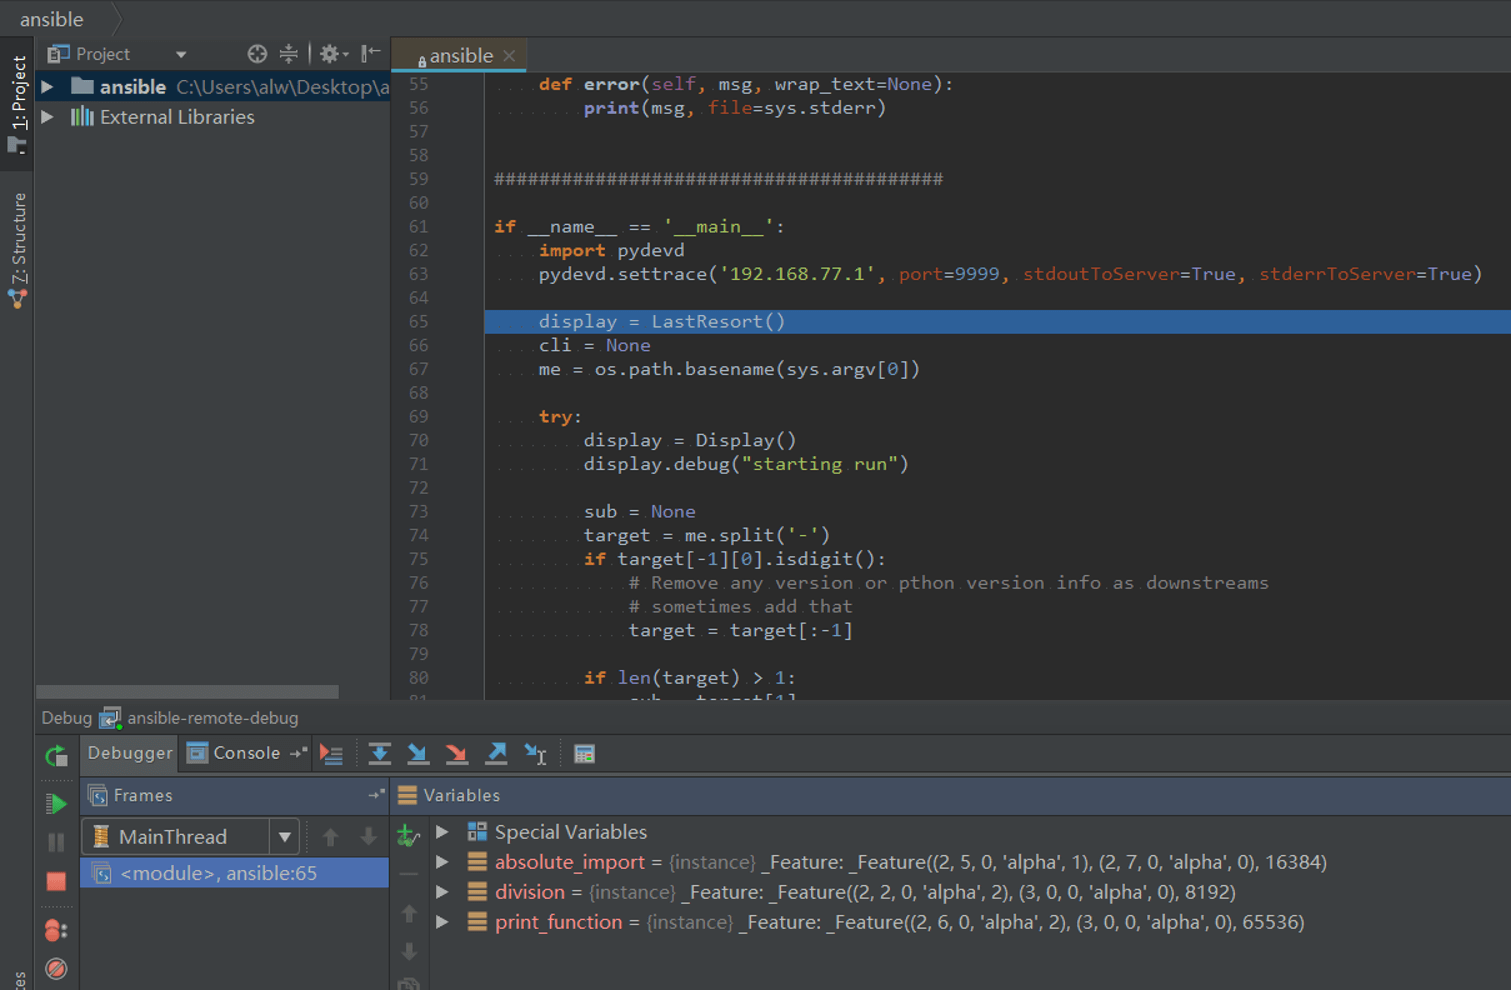 ansible
1: Project
Z: Structure
Project
ansible C:\Users\alw\Desktop\a
External Libraries
ansible
55 def error(self, msg, wrap_text=None):
56 print(msg, file=sys.stderr)
57
58
59 ########################################
60
61 if __name__ == '__main__':
62 import pydevd
63 pydevd.settrace('192.168.77.1', port=9999, stdoutToServer=True, stderrToServer=True)
64
65 display = LastResort()
66 cli = None
67 me = os.path.basename(sys.argv[0])
68
69 try:
70 display = Display()
71 display.debug("starting run")
72
73 sub = None
74 target = me.split('-')
75 if target[-1][0].isdigit():
76 # Remove any version or pthon version info as downstreams
77 # sometimes add that
78 target = target[:-1]
79
80 if len(target) > 1:
81 sub = target[1]
Debug ansible-remote-debug
Debugger Console
Frames
MainThread
<module>, ansible:65
Variables
Special Variables
absolute_import = {instance} _Feature: _Feature((2, 5, 0, 'alpha', 1), (2, 7, 0, 'alpha', 0), 16384)
division = {instance} _Feature: _Feature((2, 2, 0, 'alpha', 2), (3, 0, 0, 'alpha', 0), 8192)
print_function = {instance} _Feature: _Feature((2, 6, 0, 'alpha', 2), (3, 0, 0, 'alpha', 0), 65536)